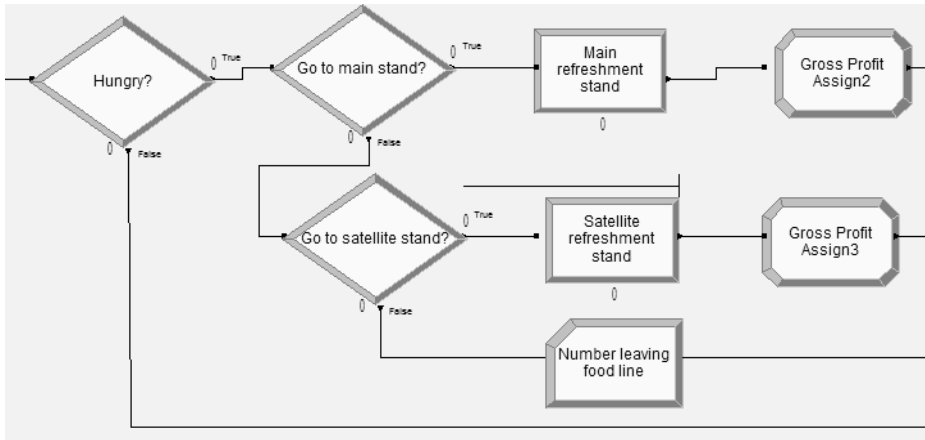 Hungry?
0 True
0 False
Go to main stand?
0 True
0 False
Main
refreshment
stand
0
Gross Profit
Assign2
Go to satellite stand?
0 True
0 False
Satellite
refreshment
stand
0
Gross Profit
Assign3
Number leaving
food line